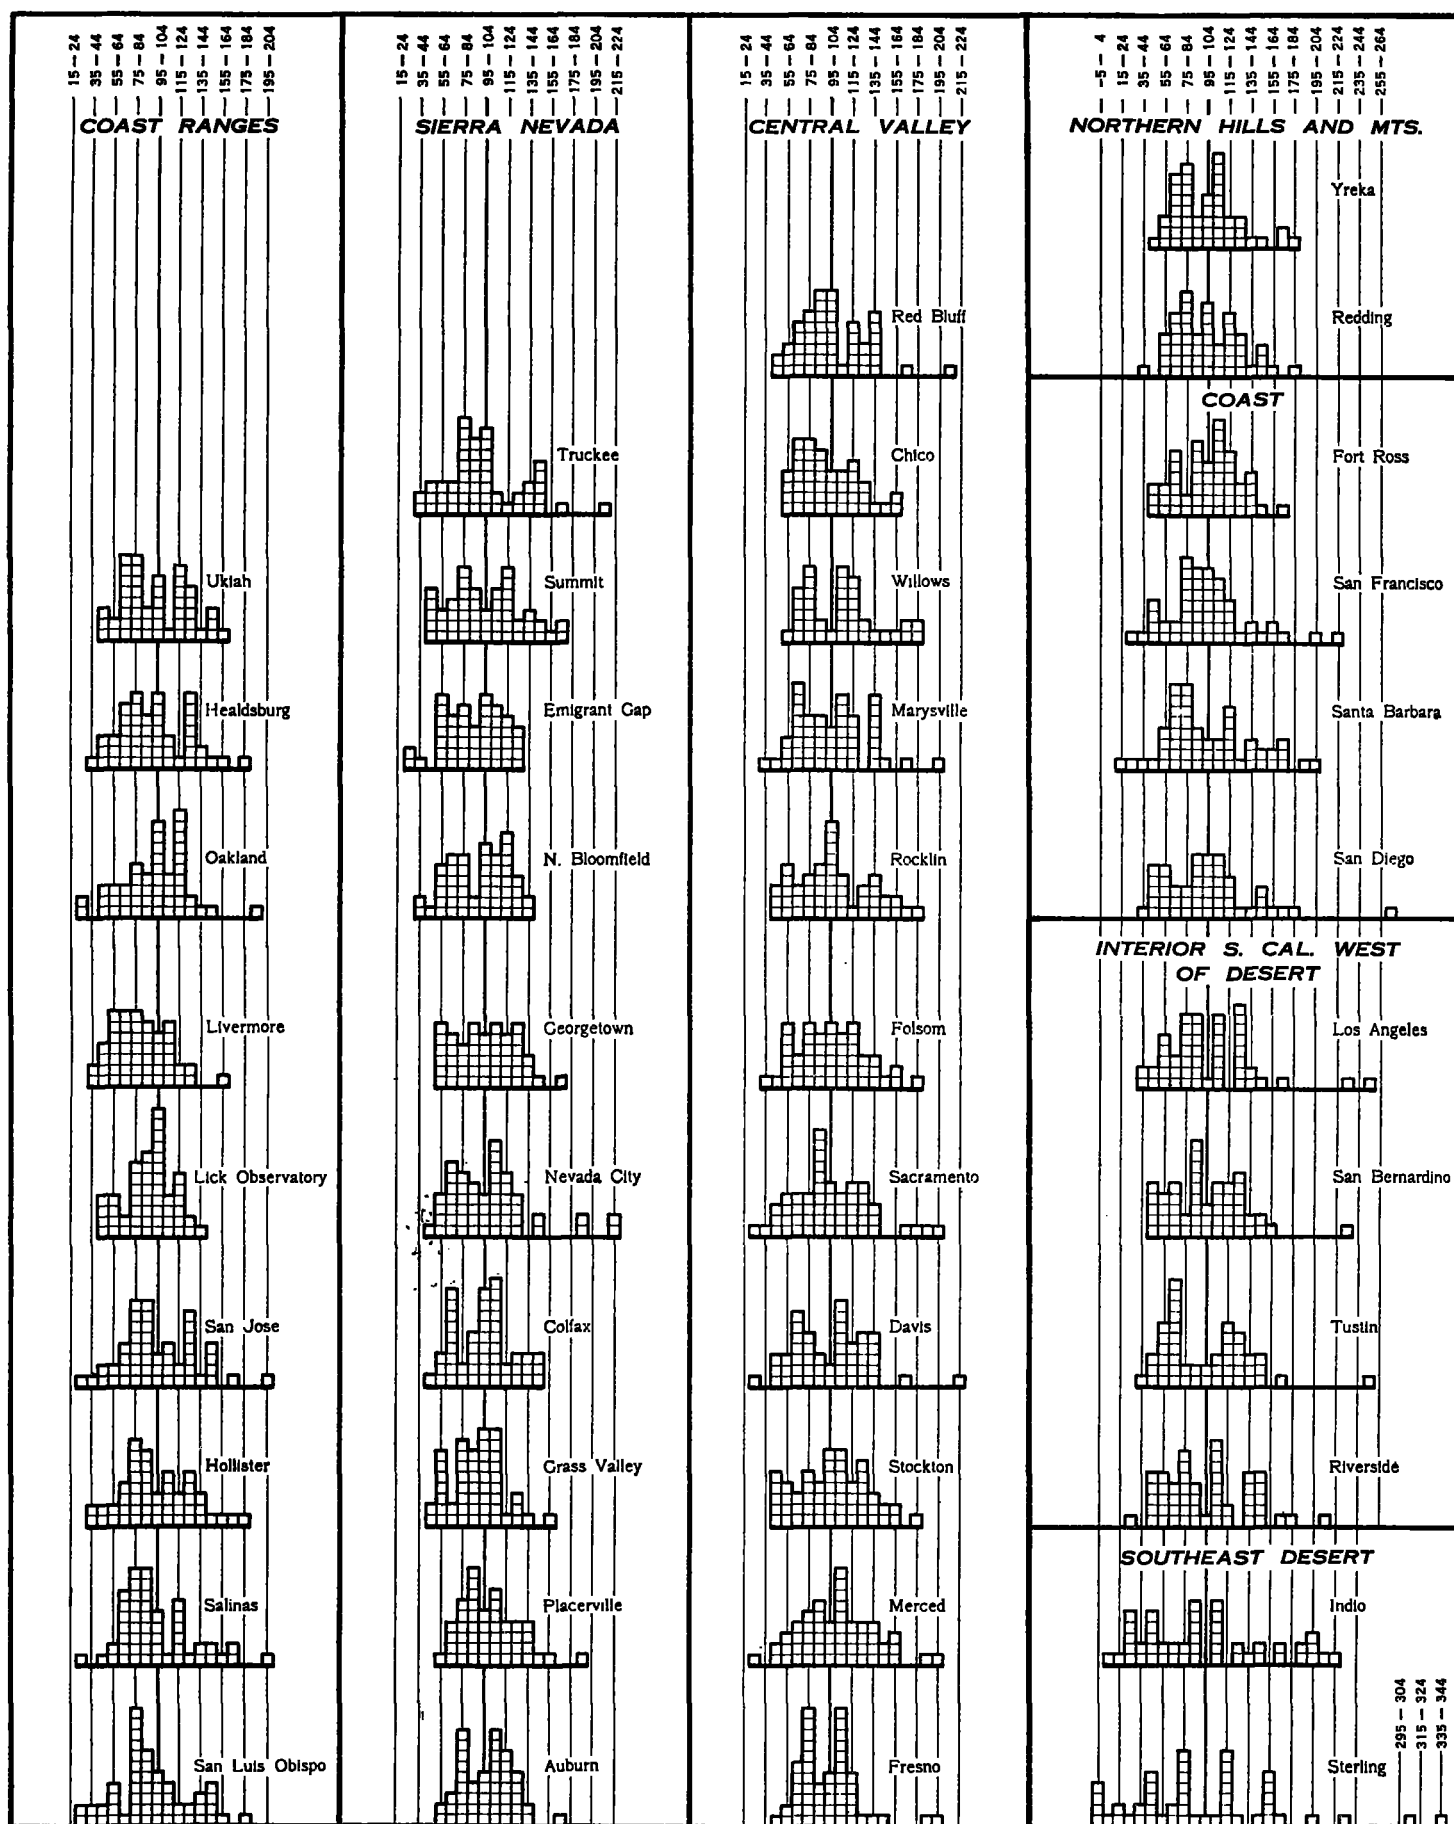 15 – 24
35 – 44
55 – 64
75 – 84
95 – 104
115 – 124
135 – 144
155 – 164
175 – 184
195 – 204
COAST RANGES
Ukiah
Healdsburg
Oakland
Livermore
Lick Observatory
San Jose
Hollister
Salinas
San Luis Obispo
15 – 24
35 – 44
55 – 64
75 – 84
95 – 104
115 – 124
135 – 144
155 – 164
175 – 184
195 – 204
215 – 224
SIERRA NEVADA
Truckee
Summit
Emigrant Gap
N. Bloomfield
Georgetown
Nevada City
Colfax
Grass Valley
Placerville
Auburn
15 – 24
35 – 44
55 – 64
75 – 84
95 – 104
115 – 124
135 – 144
155 – 164
175 – 184
195 – 204
215 – 224
CENTRAL VALLEY
Red Bluff
Chico
Willows
Marysville
Rocklin
Folsom
Sacramento
Davis
Stockton
Merced
Fresno
-5 – 4
15 – 24
35 – 44
55 – 64
75 – 84
95 – 104
115 – 124
135 – 144
155 – 164
175 – 184
195 – 204
215 – 224
235 – 244
255 – 264
NORTHERN HILLS AND MTS.
Yreka
Redding
COAST
Fort Ross
San Francisco
Santa Barbara
San Diego
INTERIOR S. CAL. WEST
OF DESERT
Los Angeles
San Bernardino
Tustin
Riverside
SOUTHEAST DESERT
Indio
295 – 304
315 – 324
335 – 344
Sterling